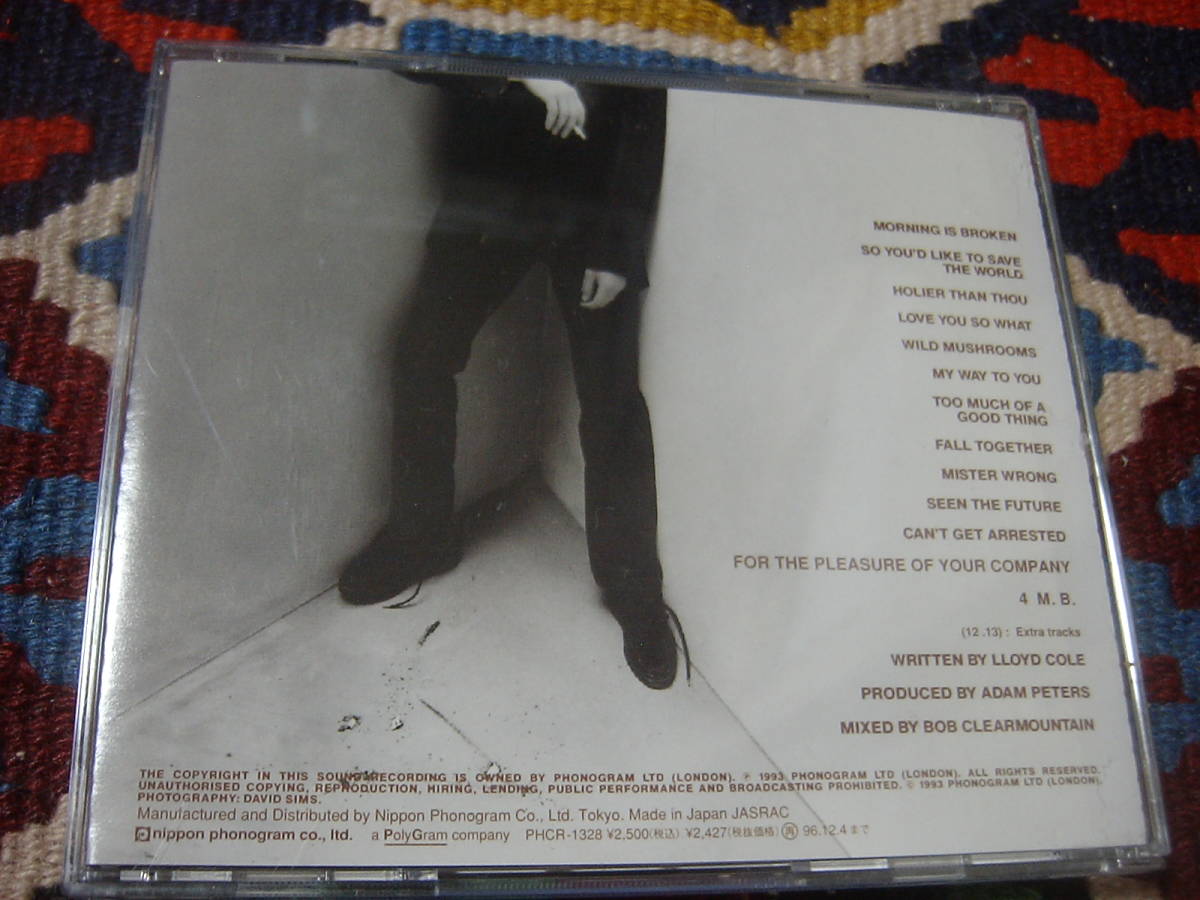 MORNING IS BROKEN
SO YOU'D LIKE TO SAVE
THE WORLD
HOLIER THAN THOU
LOVE YOU SO WHAT
WILD MUSHROOMS
MY WAY TO YOU
TOO MUCH OF A
GOOD THING
FALL TOGETHER
MISTER WRONG
SEEN THE FUTURE
CAN'T GET ARRESTED
FOR THE PLEASURE OF YOUR COMPANY
4 M. B.
(12 .13) : Extra tracks
WRITTEN BY LLOYD COLE
PRODUCED BY ADAM PETERS
MIXED BY BOB CLEARMOUNTAIN
THE COPYRIGHT IN THIS SOUND RECORDING IS OWNED BY PHONOGRAM LTD (LONDON). ℗ 1993 PHONOGRAM LTD (LONDON). ALL RIGHTS RESERVED.
UNAUTHORISED COPYING, REPRODUCTION, HIRING, LENDING, PUBLIC PERFORMANCE AND BROADCASTING PROHIBITED. © 1993 PHONOGRAM LTD (LONDON).
PHOTOGRAPHY: DAVID SIMS.
Manufactured and Distributed by Nippon Phonogram Co., Ltd. Tokyo. Made in Japan JASRAC
nippon phonogram co., ltd. a PolyGram company PHCR-1328 ¥2,500(税込) ¥2,427(税抜価格) 再 96.12.4まで